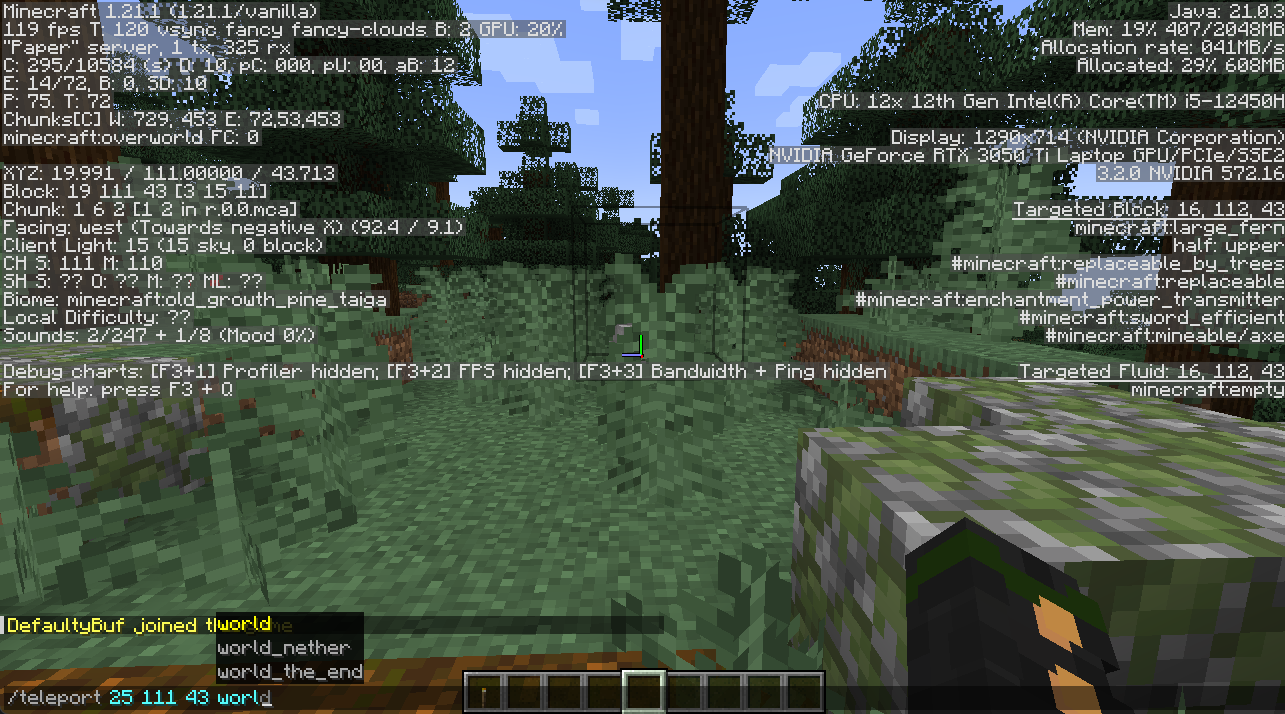 Minecraft 1.21.1 (1.21.1/vanilla)
119 fps T: 120 vsync fancy fancy-clouds B: 2 GPU: 20%
"Paper" server, 1 tx, 325 rx
C: 295/10584 (s) D: 10, pC: 000, pU: 00, aB: 12
E: 14/72, B: 0, SD: 10
P: 75. T: 72
Chunks[C] W: 729, 453 E: 72,53,453
minecraft:overworld FC: 0
XYZ: 19.991 / 111.00000 / 43.713
Block: 19 111 43 [3 15 11]
Chunk: 1 6 2 [1 2 in r.0.0.mca]
Facing: west (Towards negative X) (92.4 / 9.1)
Client Light: 15 (15 sky, 0 block)
CH S: 111 M: 110
SH S: ?? O: ?? M: ?? ML: ??
Biome: minecraft:old_growth_pine_taiga
Local Difficulty: ??
Sounds: 2/247 + 1/8 (Mood 0%)
Debug charts: [F3+1] Profiler hidden; [F3+2] FPS hidden; [F3+3] Bandwidth + Ping hidden
For help: press F3 + Q
Java: 21.0.3
Mem: 19% 407/2048MB
Allocation rate: 041MB/s
Allocated: 29% 608MB
CPU: 12x 12th Gen Intel(R) Core(TM) i5-12450H
Display: 1290x714 (NVIDIA Corporation)
NVIDIA GeForce RTX 3050 Ti Laptop GPU/PCIe/SSE2
3.2.0 NVIDIA 572.16
Targeted Block: 16, 112, 43
minecraft:large_fern
half: upper
#minecraft:replaceable_by_trees
#minecraft:replaceable
#minecraft:enchantment_power_transmitter
#minecraft:sword_efficient
#minecraft:mineable/axe
Targeted Fluid: 16, 112, 43
minecraft:empty
DefaultyBuf joined the game
world
world_nether
world_the_end
/teleport 25 111 43 world